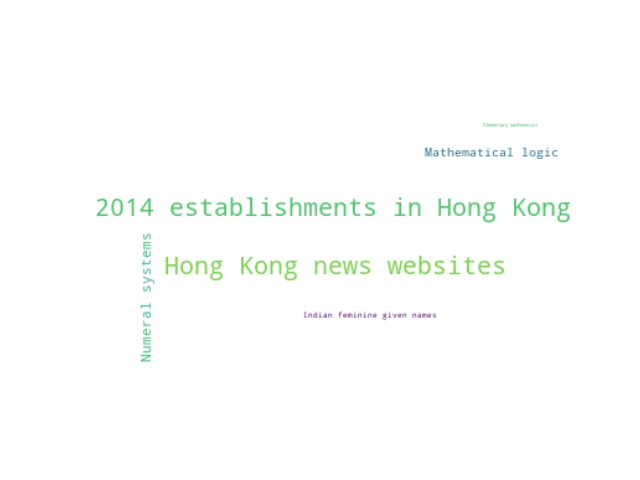 Elementary mathematics
Mathematical logic
2014 establishments in Hong Kong
Numeral systems
Hong Kong news websites
Indian feminine given names